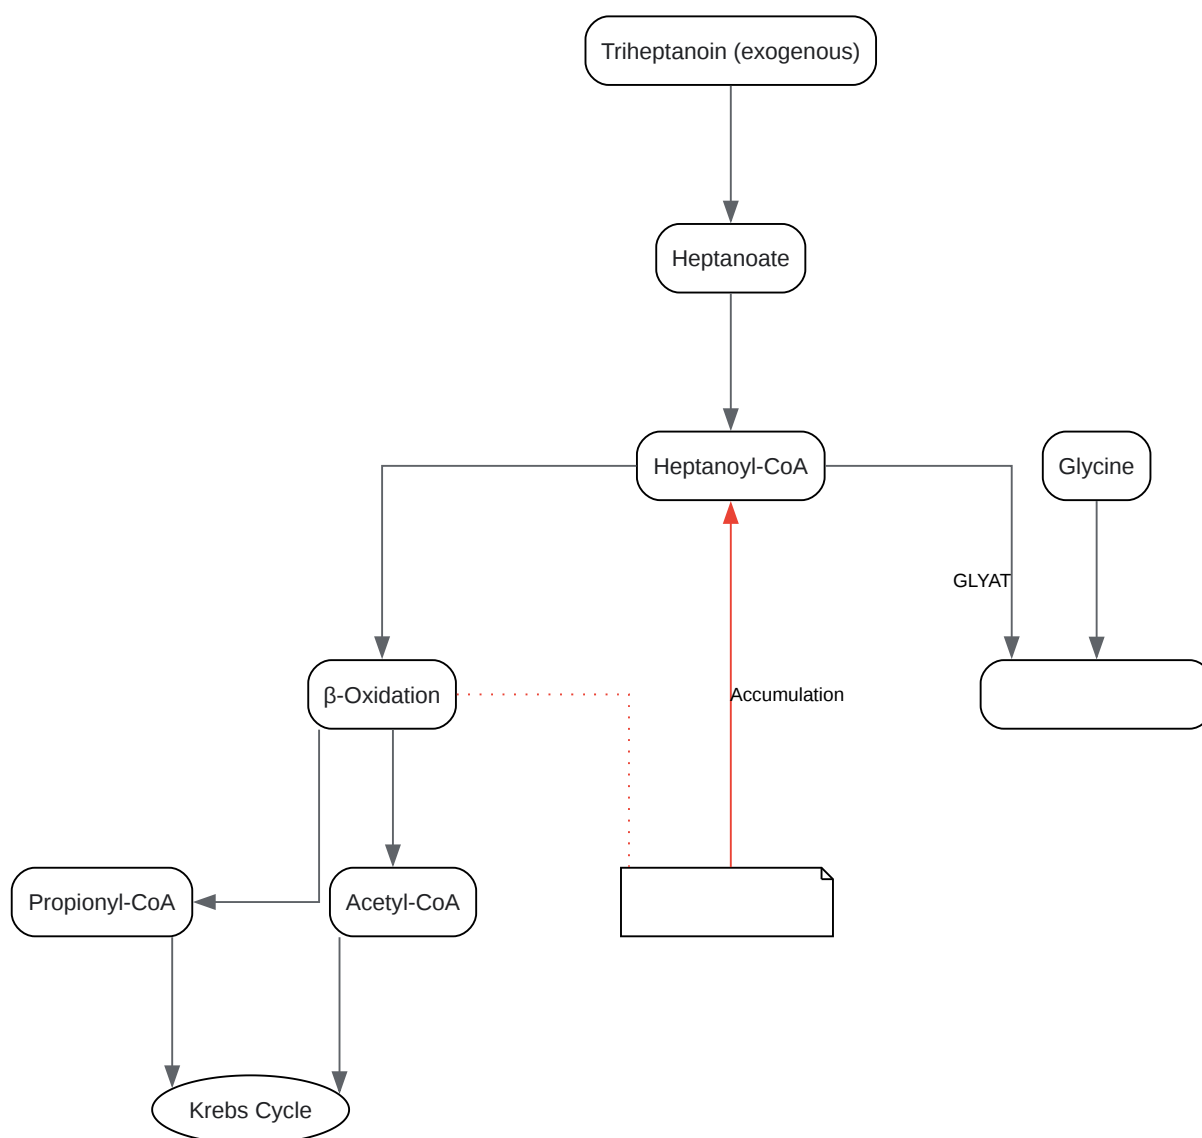 Triheptanoin (exogenous)
Heptanoate
Heptanoyl-CoA
Glycine
GLYAT
β-Oxidation
Accumulation
Propionyl-CoA
Acetyl-CoA
Krebs Cycle